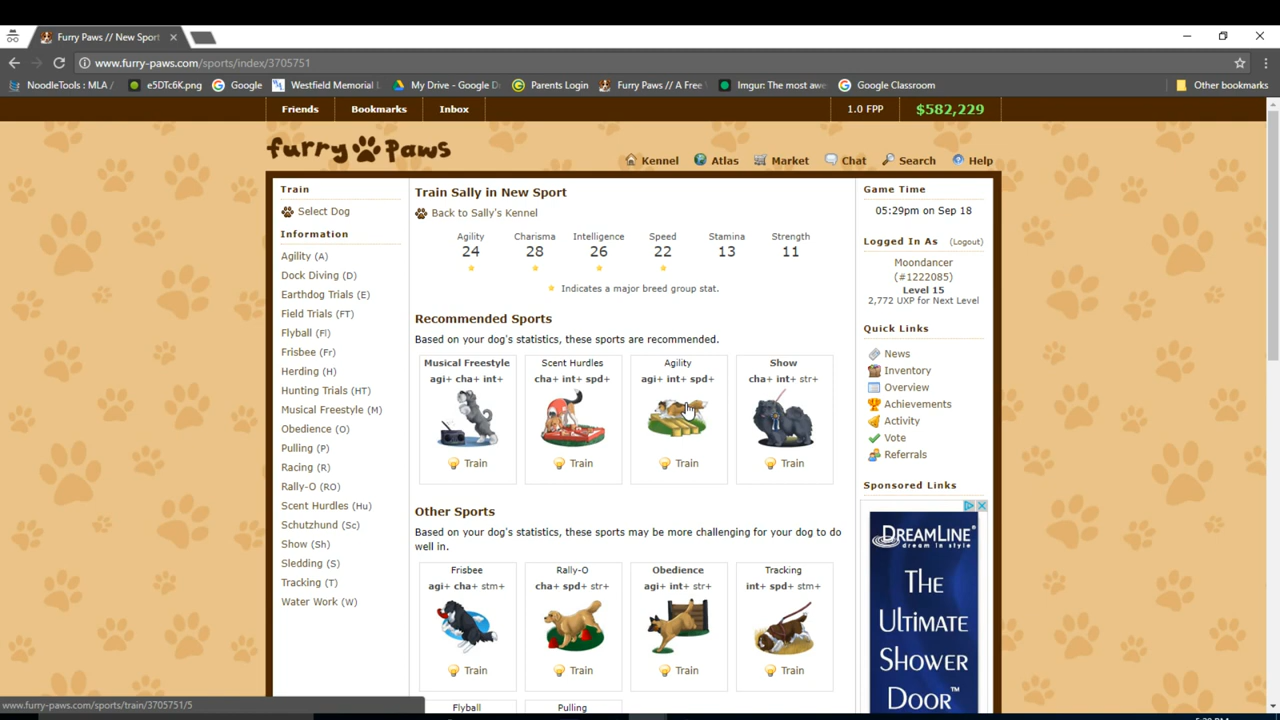 Furry Paws // New Sport
www.furry-paws.com/sports/index/3705751
NoodleTools : MLA / e5DTc6K.png Google Westfield Memorial L My Drive - Google D Parents Login Furry Paws // A Free Imgur: The most awe Google Classroom Other bookmarks
Friends Bookmarks Inbox 1.0 FPP $582,229
furry paws
Kennel Atlas Market Chat Search Help
Train
Select Dog
Information
Agility (A)
Dock Diving (D)
Earthdog Trials (E)
Field Trials (FT)
Flyball (Fl)
Frisbee (Fr)
Herding (H)
Hunting Trials (HT)
Musical Freestyle (M)
Obedience (O)
Pulling (P)
Racing (R)
Rally-O (RO)
Scent Hurdles (Hu)
Schutzhund (Sc)
Show (Sh)
Sledding (S)
Tracking (T)
Water Work (W)
Train Sally in New Sport
Back to Sally's Kennel
Agility Charisma Intelligence Speed Stamina Strength
24 28 26 22 13 11
Indicates a major breed group stat.
Recommended Sports
Based on your dog's statistics, these sports are recommended.
Musical Freestyle Scent Hurdles Agility Show
agi+ cha+ int+ cha+ int+ spd+ agi+ int+ spd+ cha+ int+ str+
Train Train Train Train
Other Sports
Based on your dog's statistics, these sports may be more challenging for your dog to do
well in.
Frisbee Rally-O Obedience Tracking
agi+ cha+ stm+ cha+ spd+ str+ agi+ int+ str+ int+ spd+ stm+
Train Train Train Train
Flyball Pulling
Game Time
05:29pm on Sep 18
Logged In As (Logout)
Moondancer
(#1222085)
Level 15
2,772 UXP for Next Level
Quick Links
News
Inventory
Overview
Achievements
Activity
Vote
Referrals
Sponsored Links
DREAMLINE
dream in style
THE
ULTIMATE
SHOWER
DOOR™
www.furry-paws.com/sports/train/3705751/5